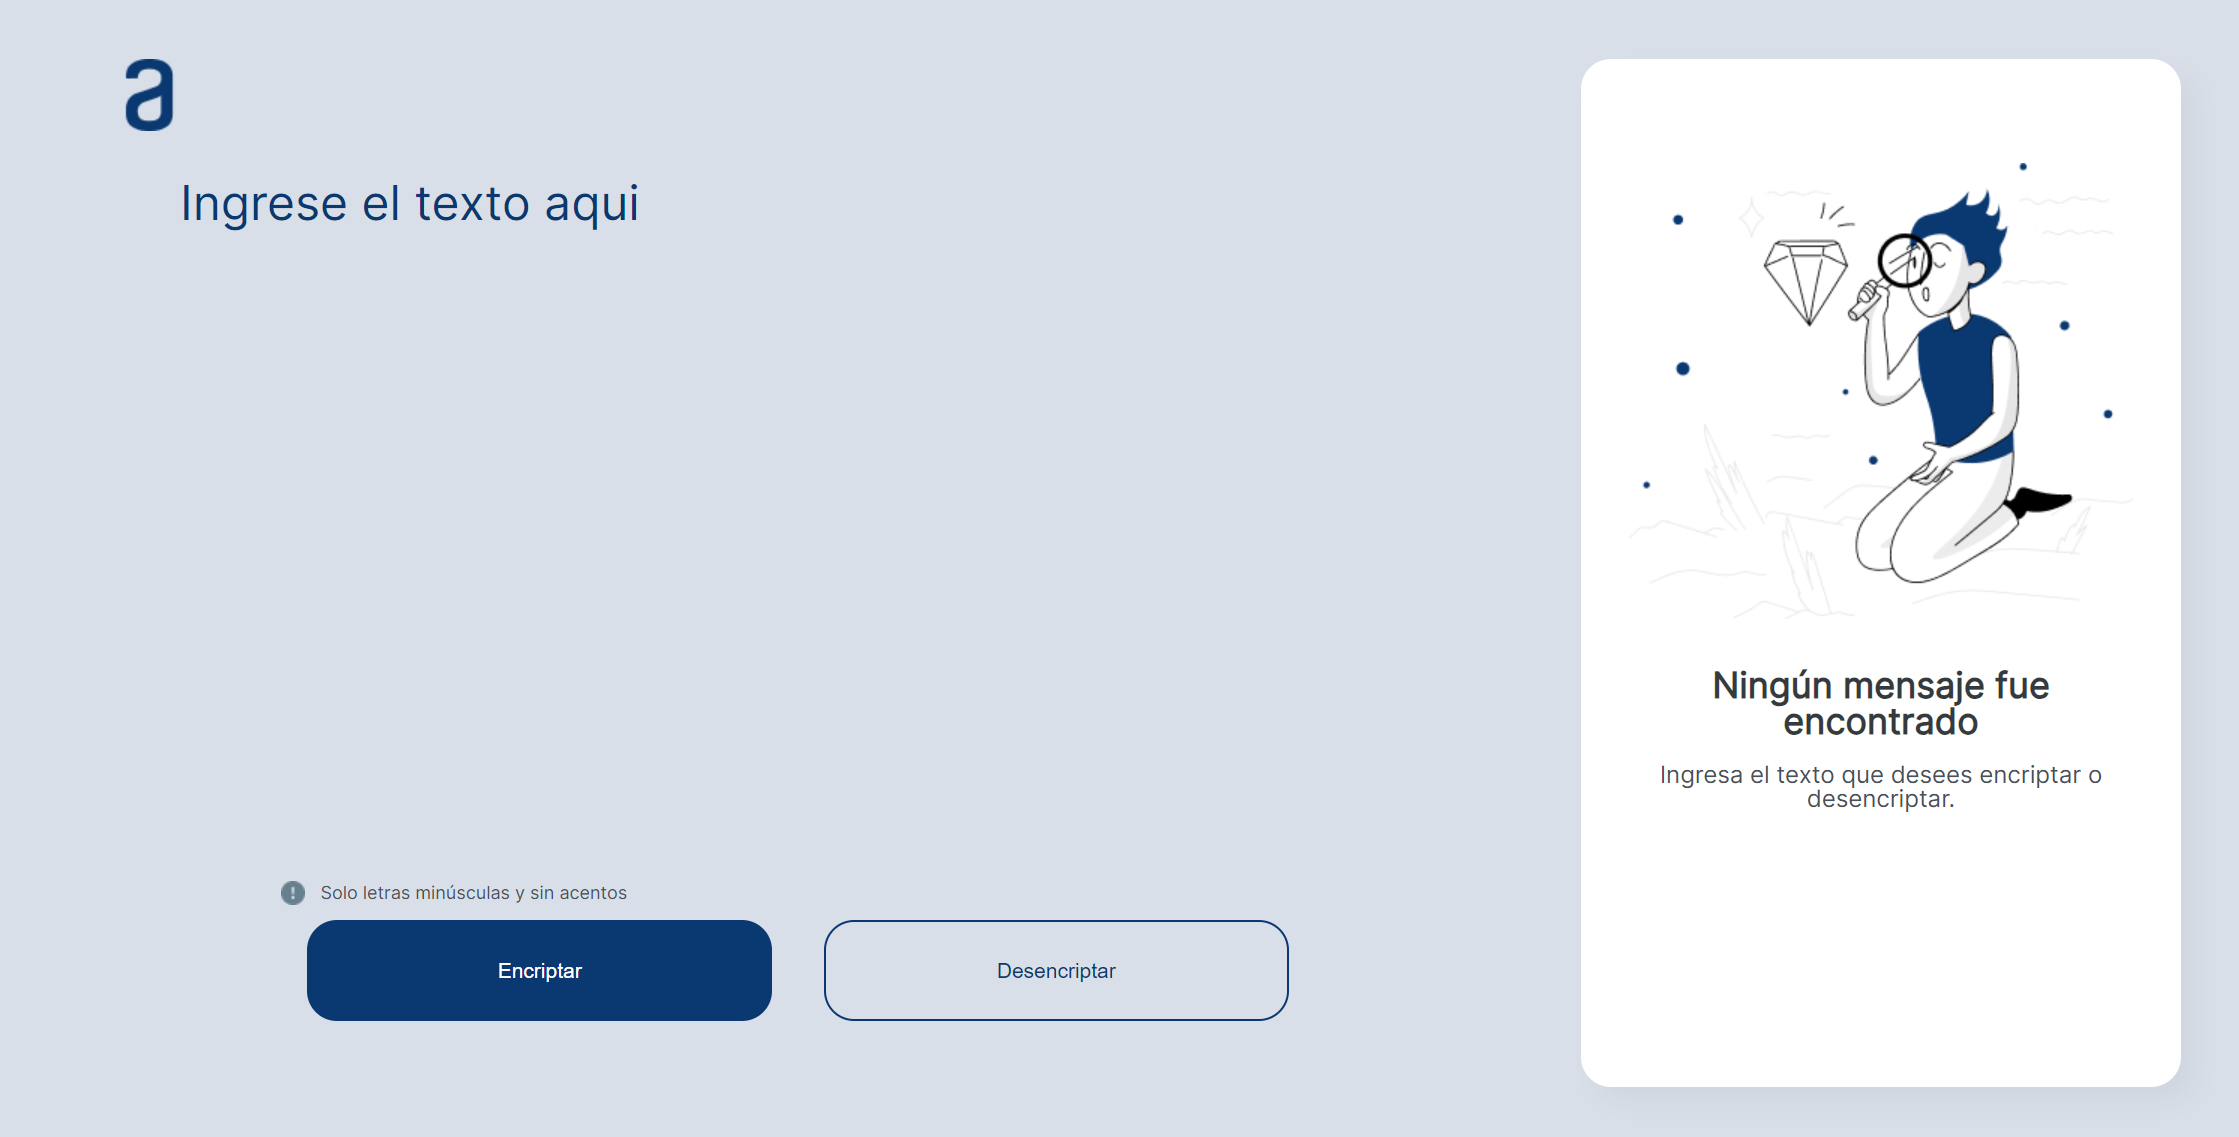 a
Ingrese el texto aqui
Solo letras minúsculas y sin acentos
Encriptar
Desencriptar
Ningún mensaje fue
encontrado
Ingresa el texto que desees encriptar o
desencriptar.